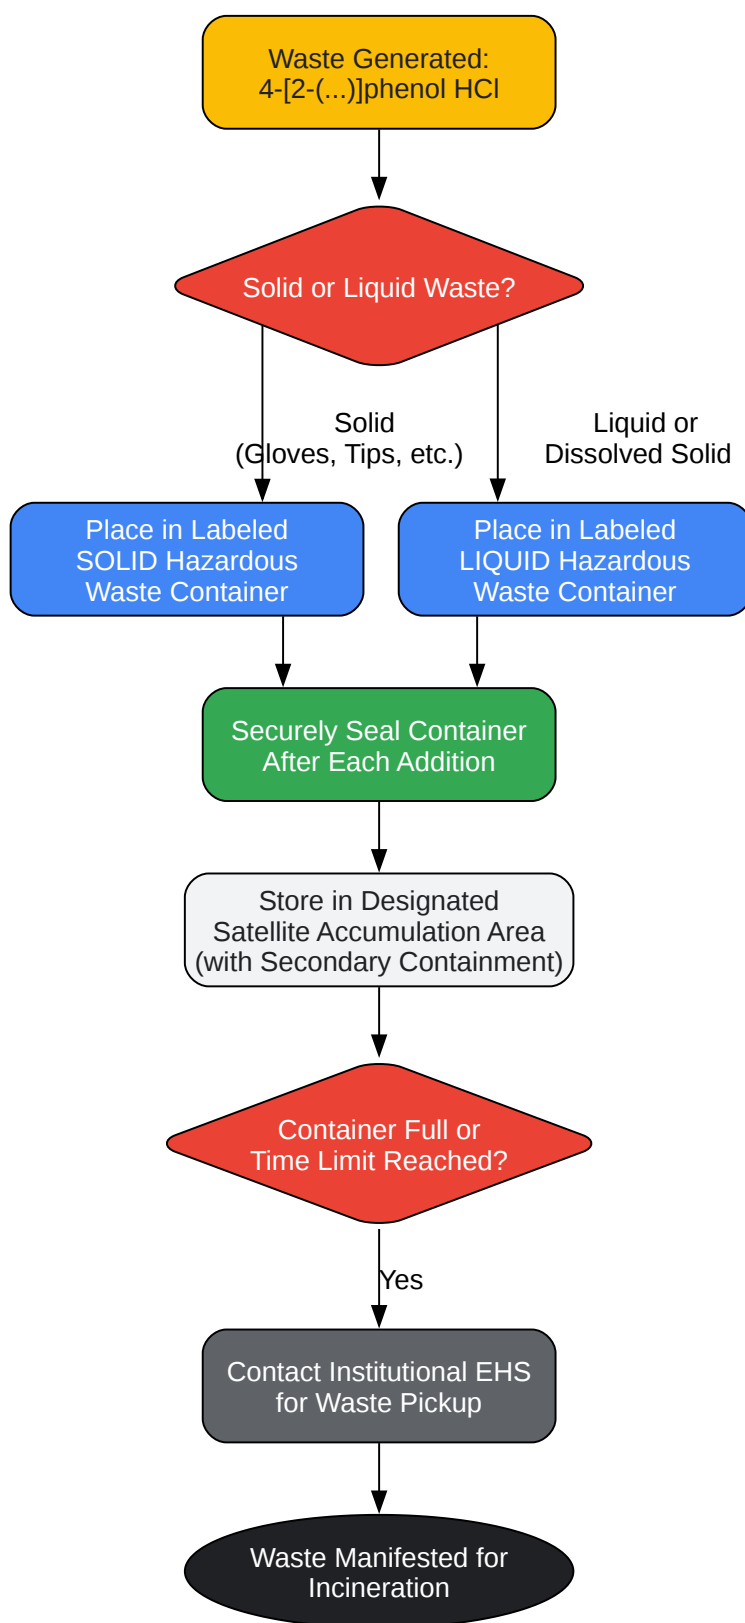 Waste Generated:
4-[2-(...)]phenol HCl
Solid or Liquid Waste?
Solid
(Gloves, Tips, etc.)
Liquid or
Dissolved Solid
Place in Labeled
SOLID Hazardous
Waste Container
Place in Labeled
LIQUID Hazardous
Waste Container
Securely Seal Container
After Each Addition
Store in Designated
Satellite Accumulation Area
(with Secondary Containment)
Container Full or
Time Limit Reached?
Yes
Contact Institutional EHS
for Waste Pickup
Waste Manifested for
Incineration